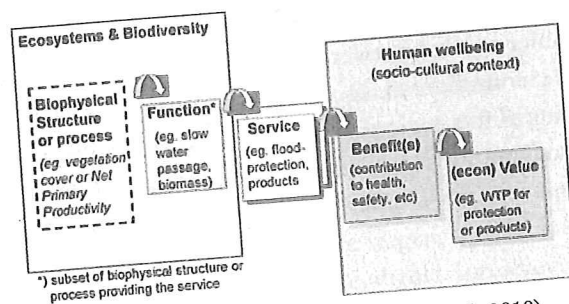 Ecosystems & Biodiversity
Biophysical
Structure
or process
(eg. vegetation
cover or Net
Primary
Productivity
Function*)
(eg. slow
water
passage,
biomass)
Service
(eg. flood-
protection,
products
Human wellbeing
(socio-cultural context)
Benefit(s)
(contribution
to health,
safety, etc)
(econ) Value
(eg. WTP for
protection
or products)
*) subset of biophysical structure or
process providing the service